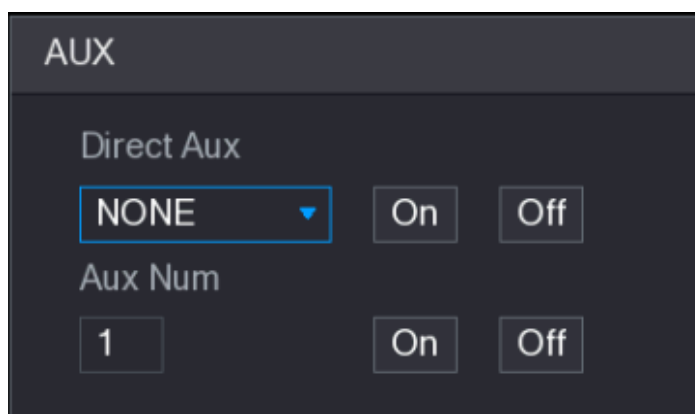 AUX
Direct Aux
NONE On Off
Aux Num
1 On Off